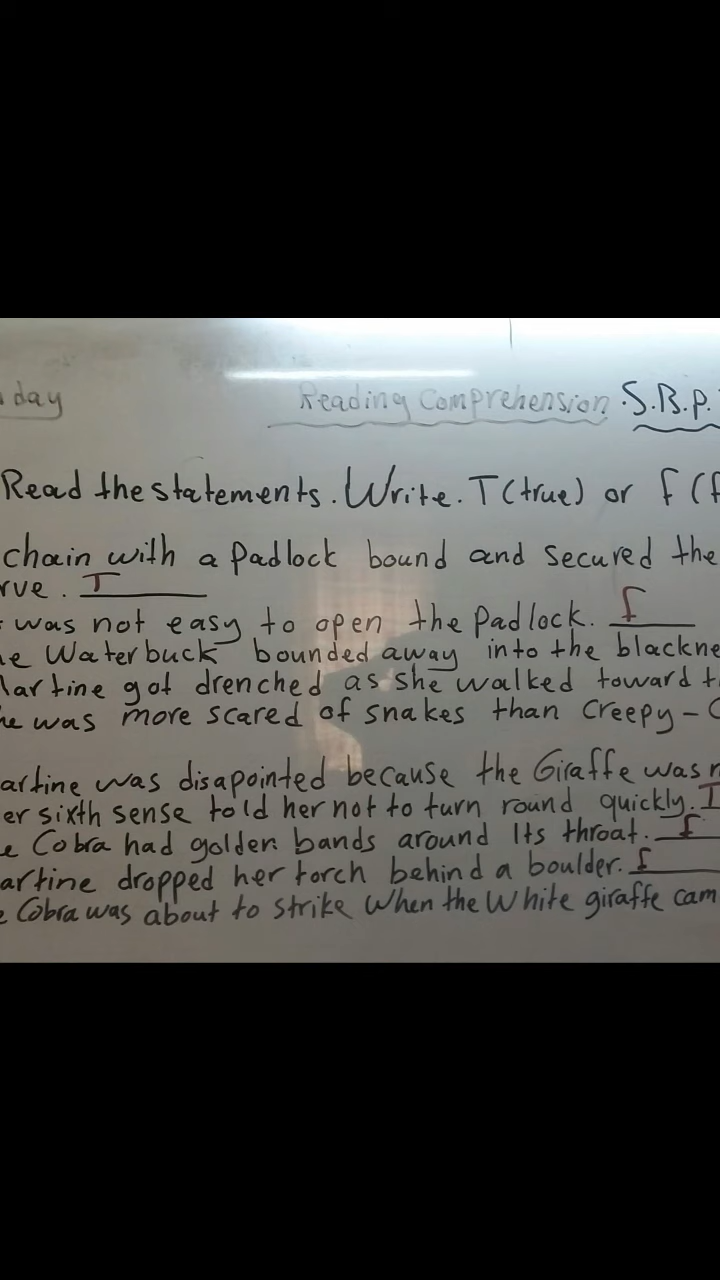 day Reading Comprehension S.R.P.
Read the statements. Write. T(true) or f (f
chain with a padlock bound and secured the
rve. T
was not easy to open the padlock. f
e Waterbuck bounded away into the blackne
artine got drenched as she walked toward t
he was more scared of snakes than Creepy-C
artine was disapointed because the Giraffe was n
er sixth sense told her not to turn round quickly. T
e Cobra had golden bands around Its throat. f
artine dropped her torch behind a boulder. f
e Cobra was about to strike When the White giraffe cam